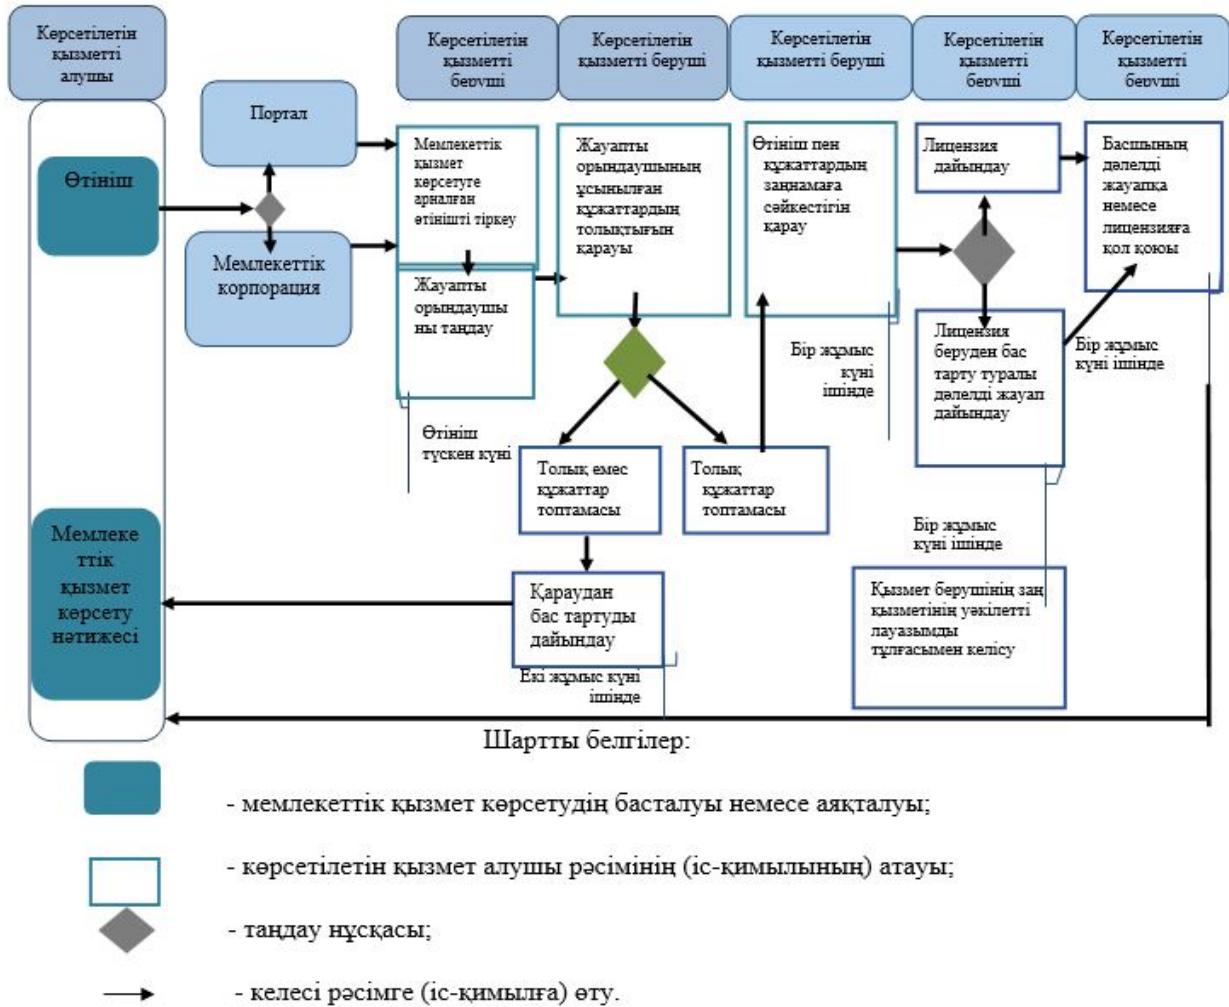 Көрсетілетін
қызметті
алушы
Көрсетілетін
қызметті
беруші
Көрсетілетін
қызметті беруші
Көрсетілетін
қызметті беруші
Көрсетілетін
қызметті
беруші
Көрсетілетін
қызметті
беруші
Өтініш
Портал
Мемлекеттік
корпорация
Мемлекеттік
қызмет
көрсетуге
арналған
өтінішті тіркеу
Жауапты
орындаушы
ны таңдау
Өтініш
түскен күні
Жауапты
орындаушының
ұсынылған
құжаттардың
толықтығын
қарауы
Толық емес
құжаттар
топтамасы
Толық
құжаттар
топтамасы
Қараудан
бас тартуды
дайындау
Екі жұмыс күні
ішінде
Өтініш пен
құжаттардың
заңнамаға
сәйкестігін
қарау
Бір жұмыс
күні
ішінде
Лицензия
дайындау
Лицензия
беруден бас
тарту туралы
дәлелді жауап
дайындау
Бір жұмыс
күні ішінде
Қызмет берушінің заң
қызметінің уәкілетті
лауазымды
тұлғасымен келісу
Басшының
дәлелді
жауапқа
немесе
лицензияға
қол қоюы
Бір жұмыс
күні ішінде
Мемлеке
ттік
қызмет
көрсету
нәтижесі
Шартты белгілер:
- мемлекеттік қызмет көрсетудің басталуы немесе аяқталуы;
- көрсетілетін қызмет алушы рәсімінің (іс-қимылының) атауы;
- таңдау нұсқасы;
- келесі рәсімге (іс-қимылға) өту.